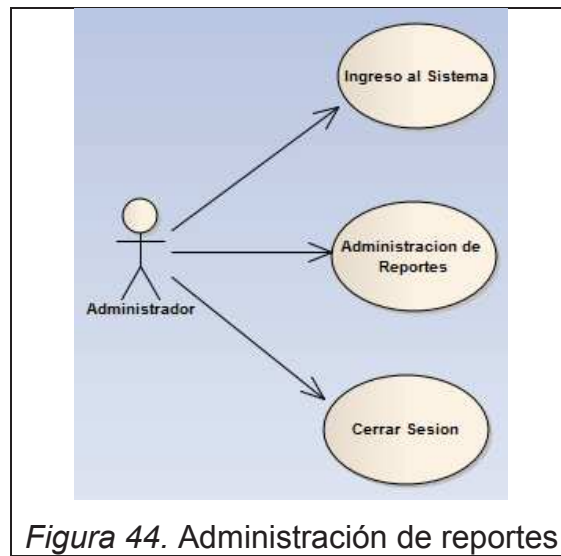 Ingreso al Sistema
Administrador
Administracion de
Reportes
Cerrar Sesion
Figura 44. Administración de reportes